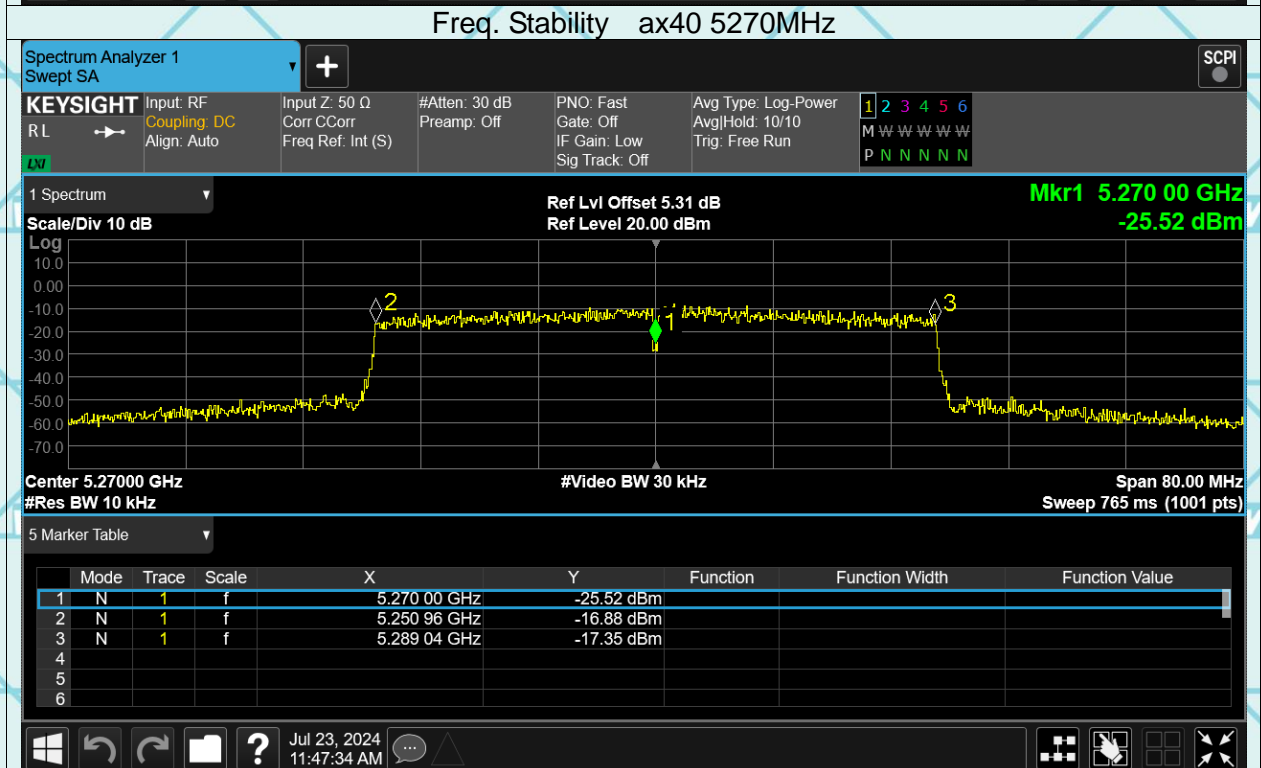 Freq. Stability ax40 5270MHz
Spectrum Analyzer 1
Swept SA
SCPI
KEYSIGHT
R L
LXI
Input: RF
Coupling: DC
Align: Auto
Input Z: 50 Ω
Corr CCorr
Freq Ref: Int (S)
#Atten: 30 dB
Preamp: Off
PNO: Fast
Gate: Off
IF Gain: Low
Sig Track: Off
Avg Type: Log-Power
Avg|Hold: 10/10
Trig: Free Run
1 2 3 4 5 6
M W W W W W
P N N N N N
1 Spectrum
Scale/Div 10 dB
Ref Lvl Offset 5.31 dB
Ref Level 20.00 dBm
Mkr1 5.270 00 GHz
-25.52 dBm
Log
10.0
0.00
-10.0
-20.0
-30.0
-40.0
-50.0
-60.0
-70.0
2
1
3
Center 5.27000 GHz
#Video BW 30 kHz
Span 80.00 MHz
#Res BW 10 kHz
Sweep 765 ms (1001 pts)
5 Marker Table
Mode Trace Scale X Y Function Function Width Function Value
1 N 1 f 5.270 00 GHz -25.52 dBm
2 N 1 f 5.250 96 GHz -16.88 dBm
3 N 1 f 5.289 04 GHz -17.35 dBm
4
5
6
?
Jul 23, 2024
11:47:34 AM